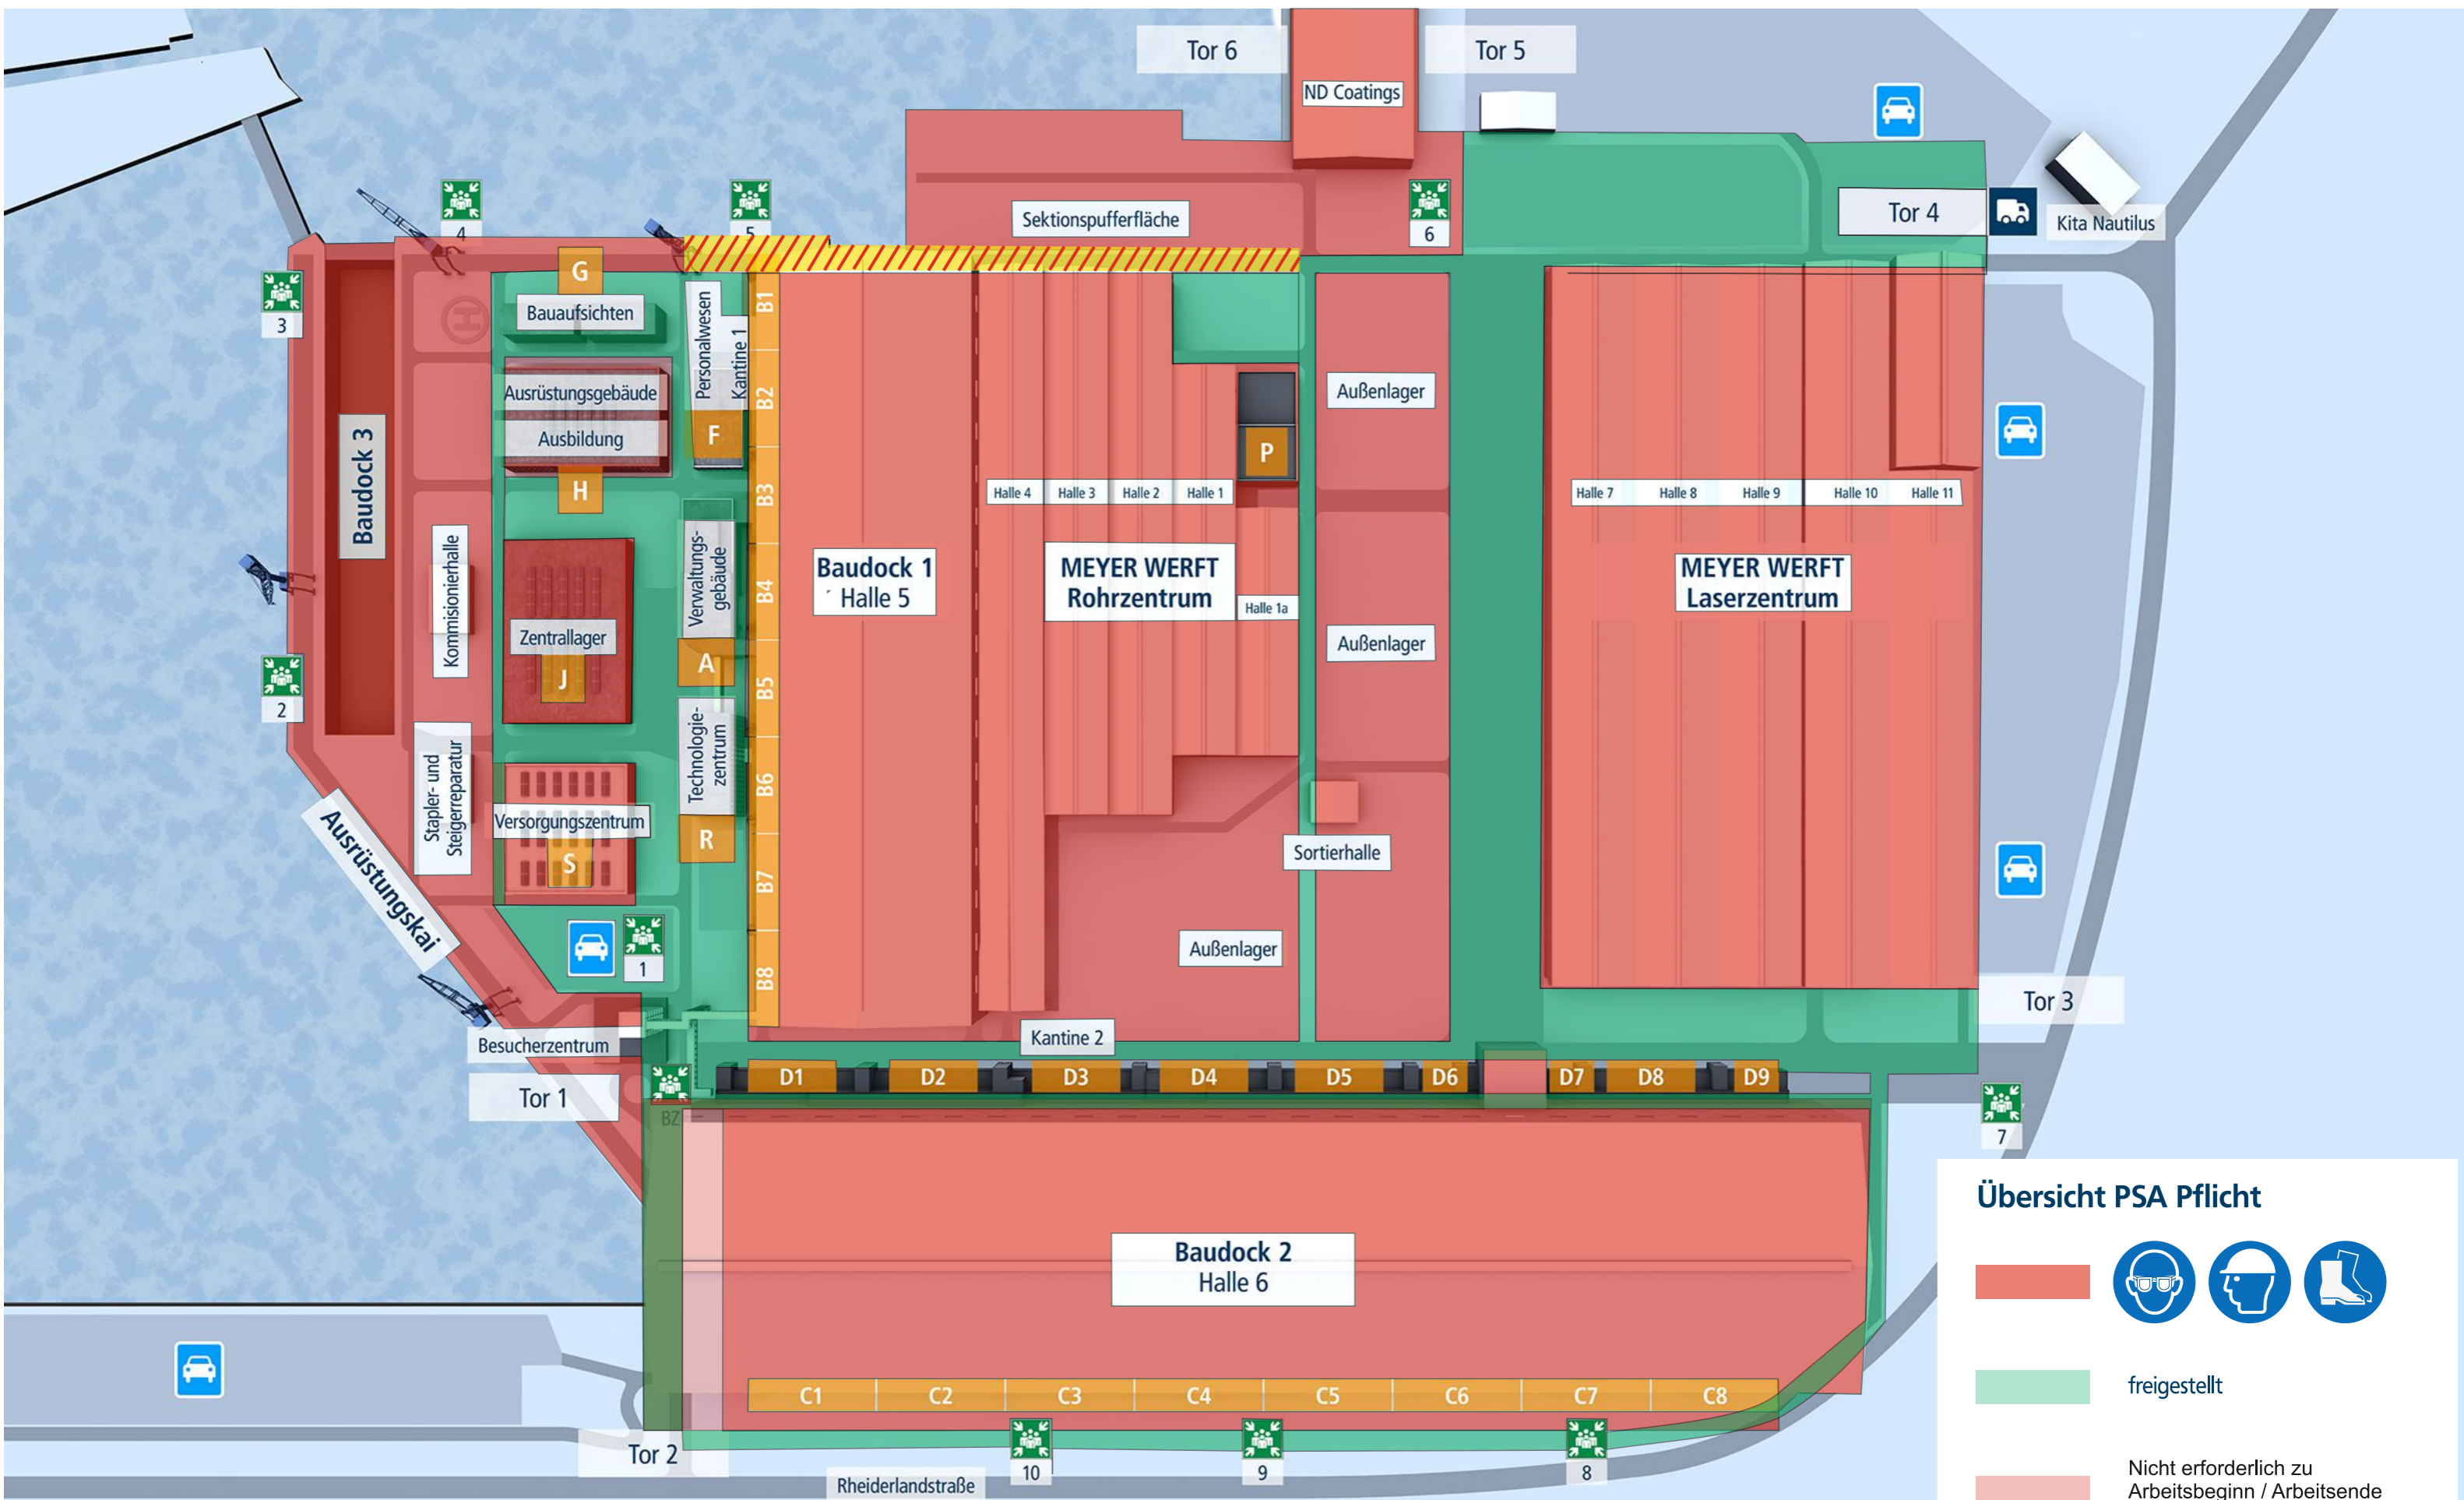 Tor 6
Tor 5
ND Coatings
Sektionspufferfläche
Tor 4
Kita Nautilus
4
5
6
3
G
Bauaufsichten
Personalwesen
Kantine 1
Ausrüstungsgebäude
Ausbildung
F
H
B1
B2
B3
B4
B5
B6
B7
B8
P
Außenlager
Baudock 3
Halle 4
Halle 3
Halle 2
Halle 1
Halle 7
Halle 8
Halle 9
Halle 10
Halle 11
Kommisionierhalle
Verwaltungs-
gebäude
Baudock 1
Halle 5
MEYER WERFT
Rohrzentrum
Halle 1a
MEYER WERFT
Laserzentrum
Zentrallager
J
A
Außenlager
2
Stapler- und
Steigerreparatur
Technologie-
zentrum
Versorgungszentrum
S
R
Sortierhalle
Ausrüstungskai
1
Außenlager
Tor 3
Besucherzentrum
Kantine 2
Tor 1
BZ
D1
D2
D3
D4
D5
D6
D7
D8
D9
7
Baudock 2
Halle 6
C1
C2
C3
C4
C5
C6
C7
C8
Tor 2
10
9
8
Rheiderlandstraße
Übersicht PSA Pflicht
freigestellt
Nicht erforderlich zu
Arbeitsbeginn / Arbeitsende